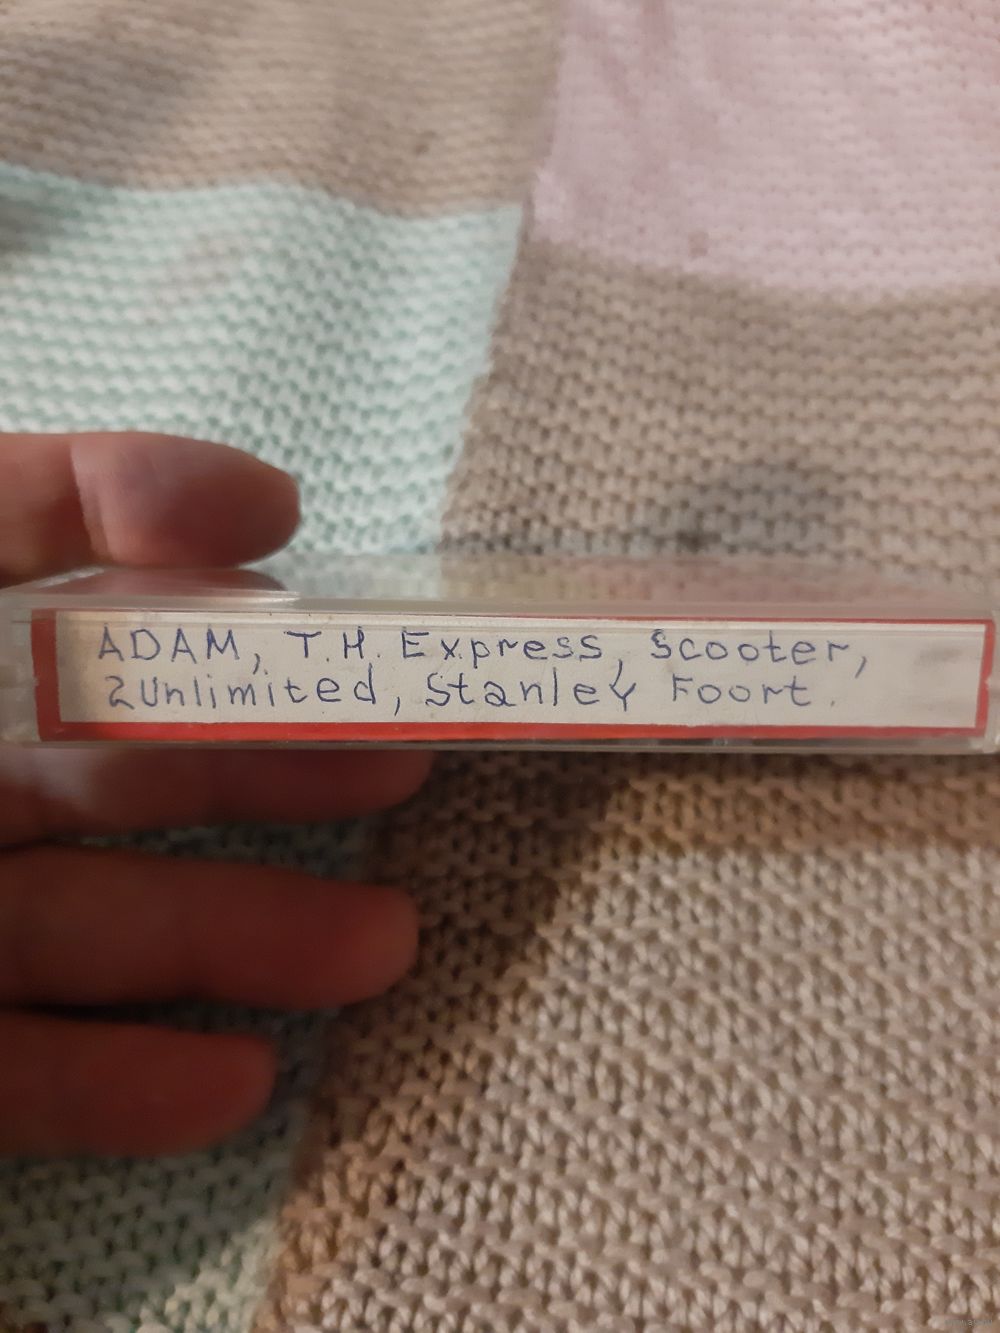 ADAM, T.H. Express, Scooter,
2Unlimited, Stanley Foort.